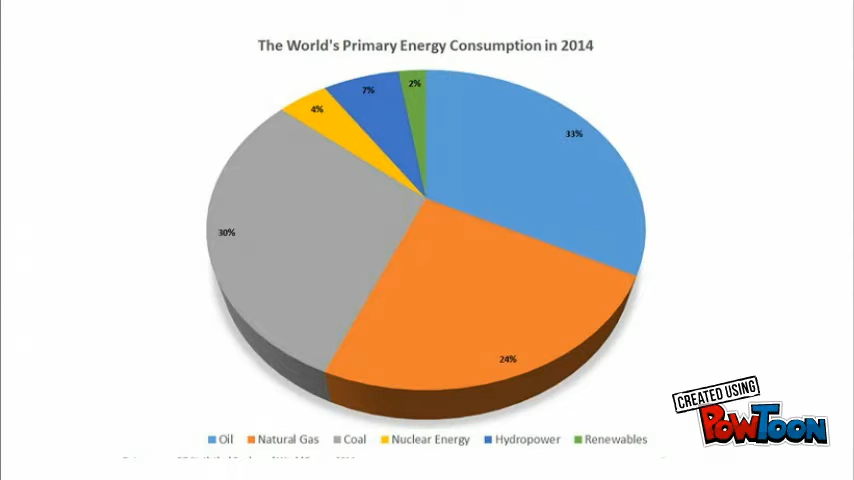 The World's Primary Energy Consumption in 2014
2%
7%
4%
33%
30%
24%
Oil Natural Gas Coal Nuclear Energy Hydropower Renewables
CREATED USING
POWTOON